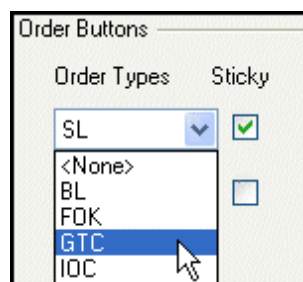 Order Buttons
Order Types Sticky
SL
<None>
BL
FOK
GTC
IOC